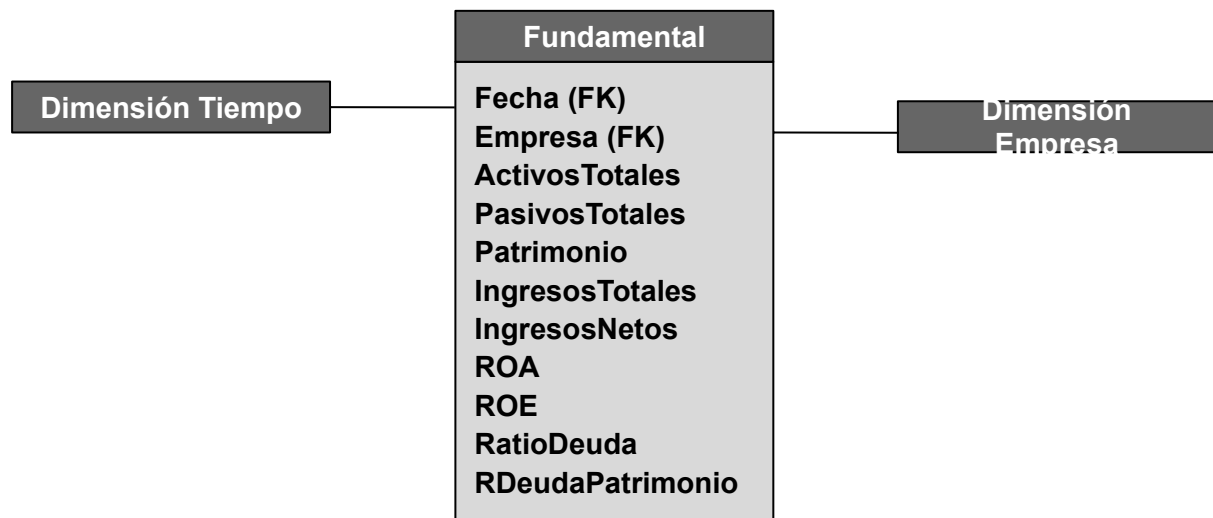 Fundamental
Dimensión Tiempo
Fecha (FK)
Empresa (FK)
ActivosTotales
PasivosTotales
Patrimonio
IngresosTotales
IngresosNetos
ROA
ROE
RatioDeuda
RDeudaPatrimonio
Dimensión
Empresa